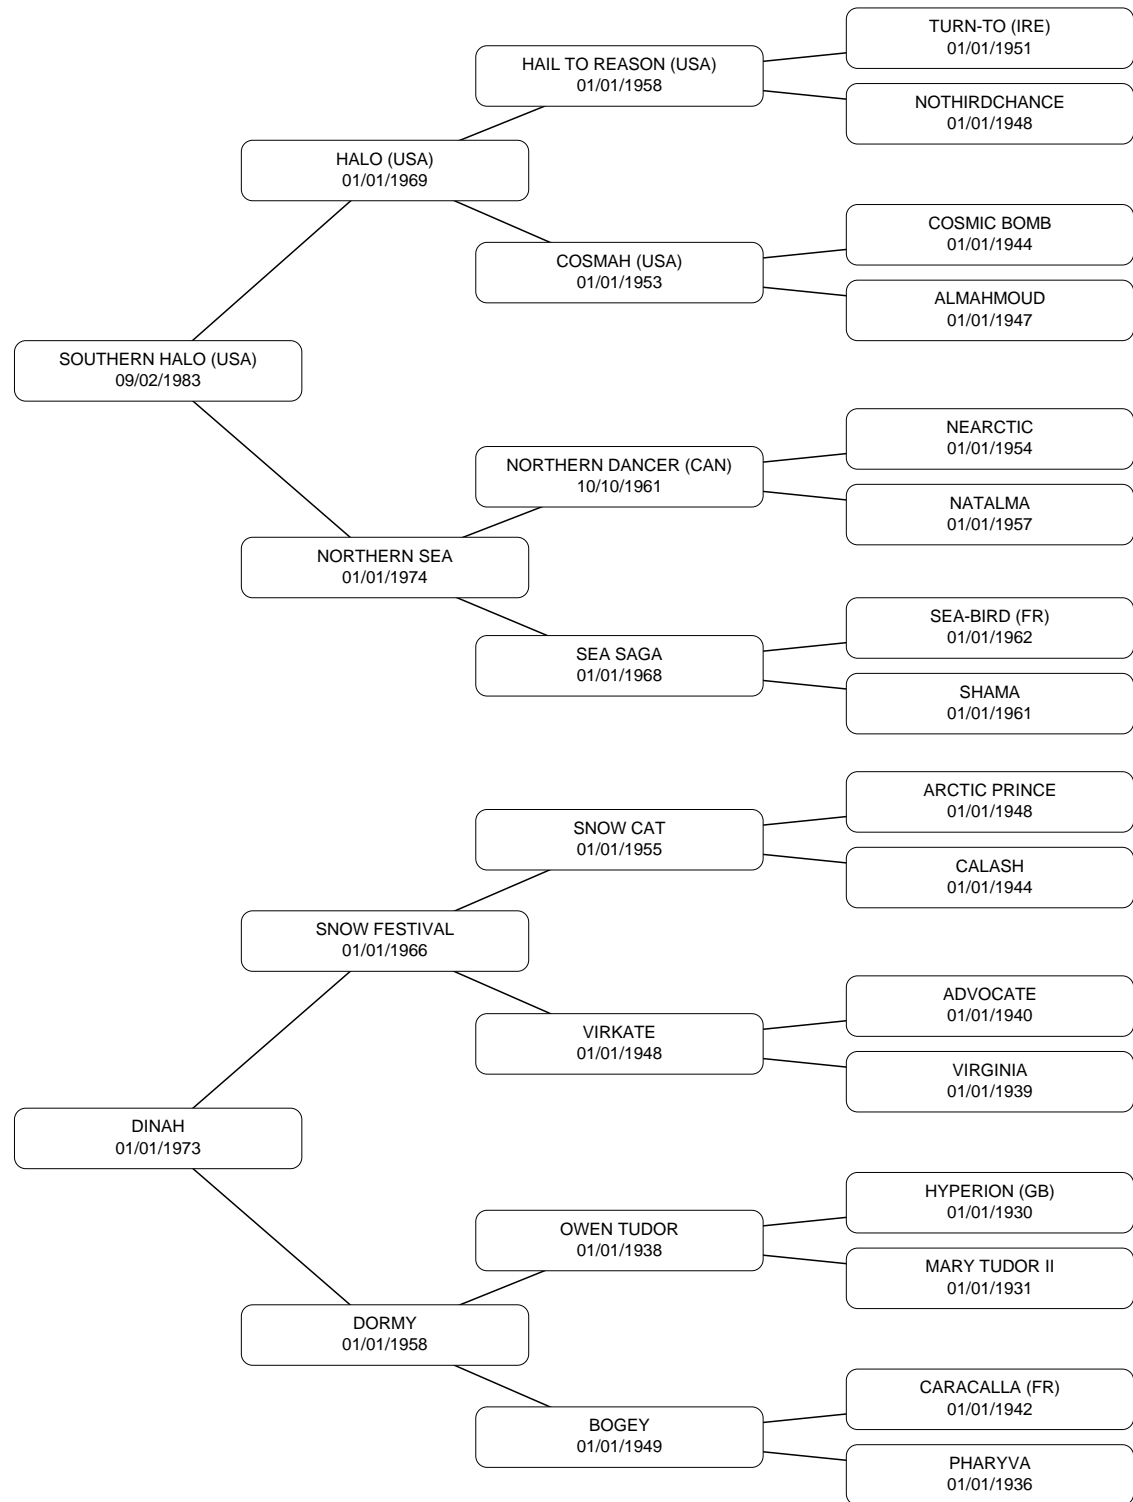 TURN-TO (IRE)
01/01/1951
HAIL TO REASON (USA)
01/01/1958
NOTHIRDCHANCE
01/01/1948
HALO (USA)
01/01/1969
COSMIC BOMB
01/01/1944
COSMAH (USA)
01/01/1953
ALMAHMOUD
01/01/1947
SOUTHERN HALO (USA)
09/02/1983
NEARCTIC
01/01/1954
NORTHERN DANCER (CAN)
10/10/1961
NATALMA
01/01/1957
NORTHERN SEA
01/01/1974
SEA-BIRD (FR)
01/01/1962
SEA SAGA
01/01/1968
SHAMA
01/01/1961
ARCTIC PRINCE
01/01/1948
SNOW CAT
01/01/1955
CALASH
01/01/1944
SNOW FESTIVAL
01/01/1966
ADVOCATE
01/01/1940
VIRKATE
01/01/1948
VIRGINIA
01/01/1939
DINAH
01/01/1973
HYPERION (GB)
01/01/1930
OWEN TUDOR
01/01/1938
MARY TUDOR II
01/01/1931
DORMY
01/01/1958
CARACALLA (FR)
01/01/1942
BOGEY
01/01/1949
PHARYVA
01/01/1936